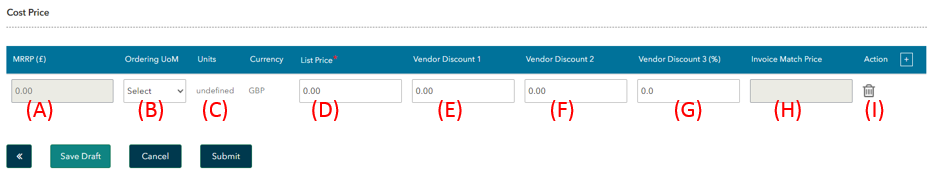 Cost Price
MRRP (£) Ordering UoM Units Currency List Price* Vendor Discount 1 Vendor Discount 2 Vendor Discount 3 (%) Invoice Match Price Action +
0.00 Select undefined GBP 0.00 0.00 0.00 0.0
(A) (B) (C) (D) (E) (F) (G) (H) (I)
« Save Draft Cancel Submit